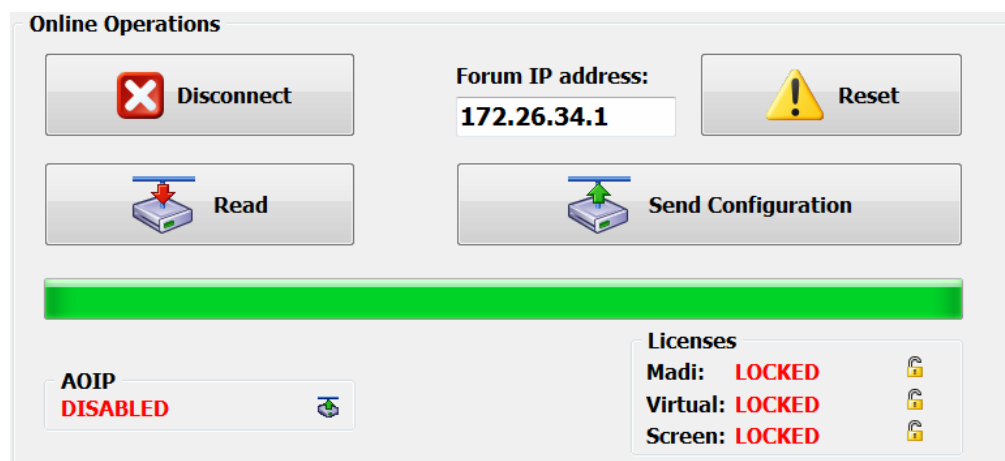 Online Operations
Disconnect
Forum IP address:
172.26.34.1
Reset
Read
Send Configuration
AOIP
DISABLED
Licenses
Madi: LOCKED
Virtual: LOCKED
Screen: LOCKED